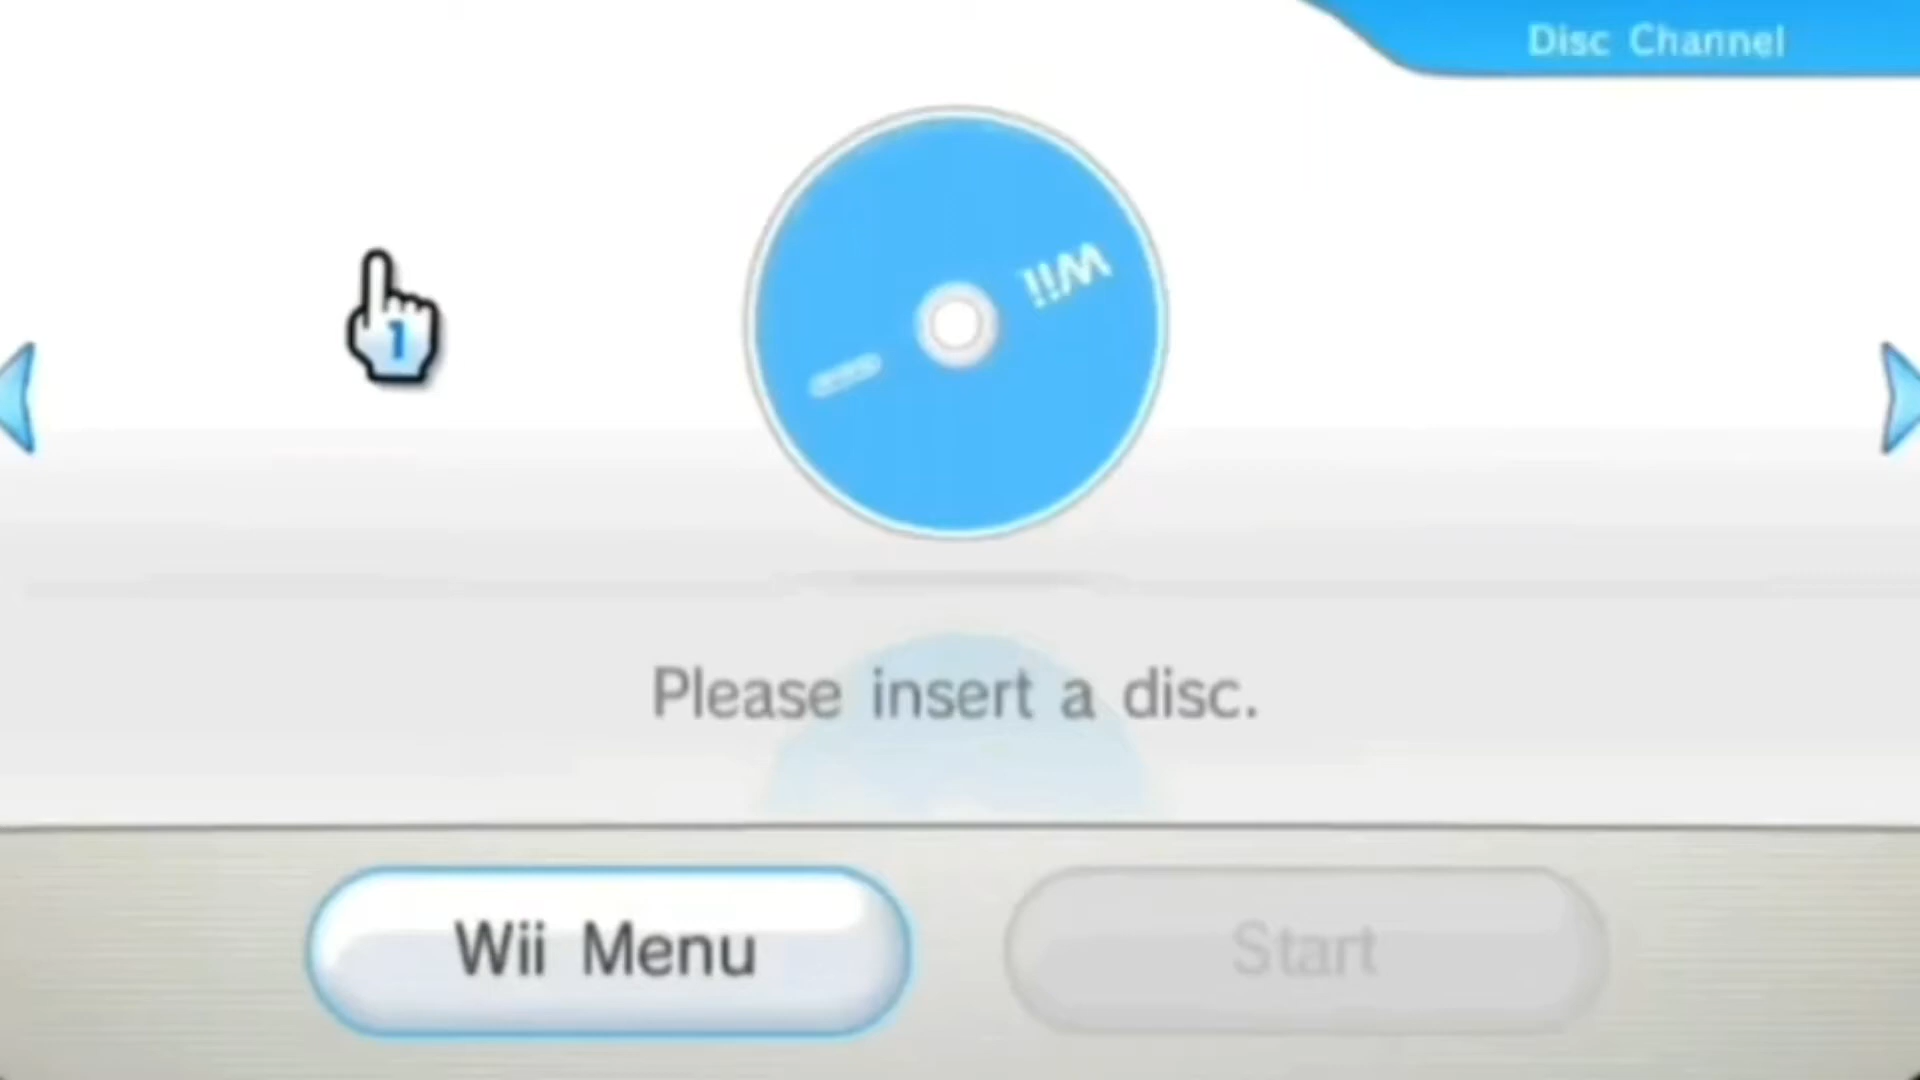 Disc Channel
Wii
1
Please insert a disc.
Wii Menu
Start